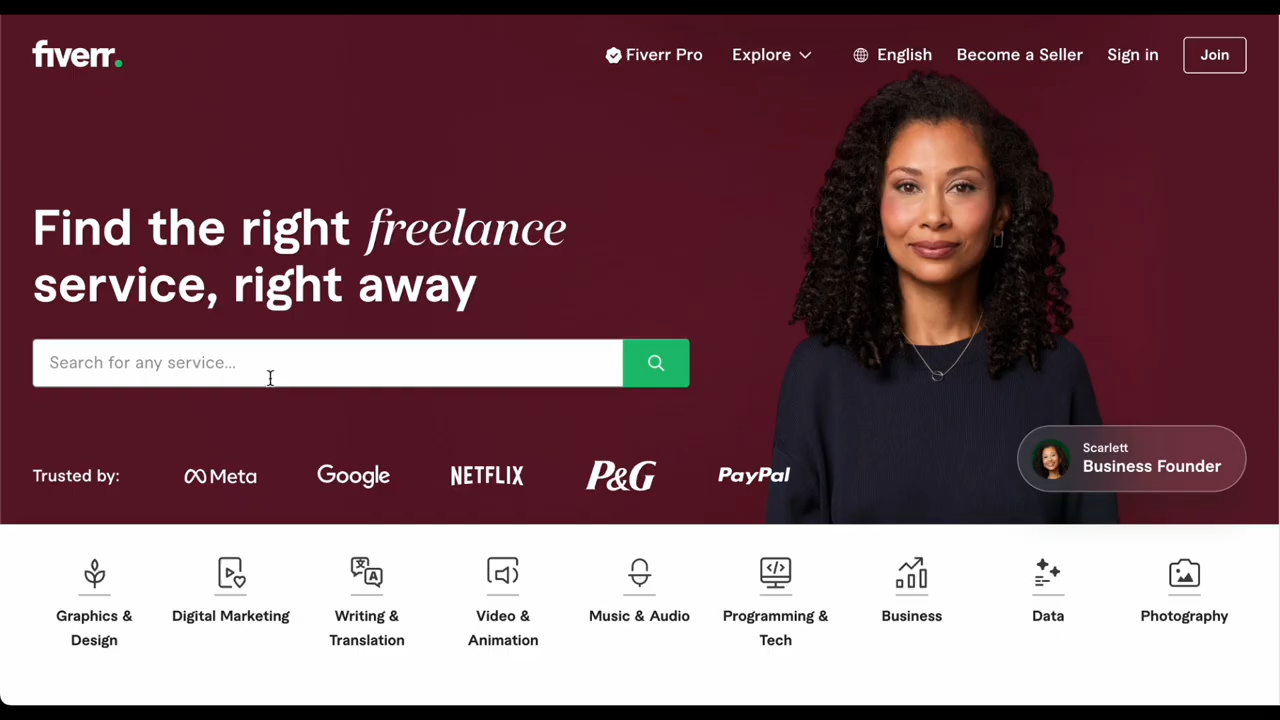 fiverr.
Fiverr Pro
Explore
English
Become a Seller
Sign in
Join
Find the right freelance
service, right away
Search for any service...
Trusted by:
Meta
Google
NETFLIX
P&G
PayPal
Scarlett
Business Founder
Graphics &
Design
Digital Marketing
Writing &
Translation
Video &
Animation
Music & Audio
Programming &
Tech
Business
Data
Photography